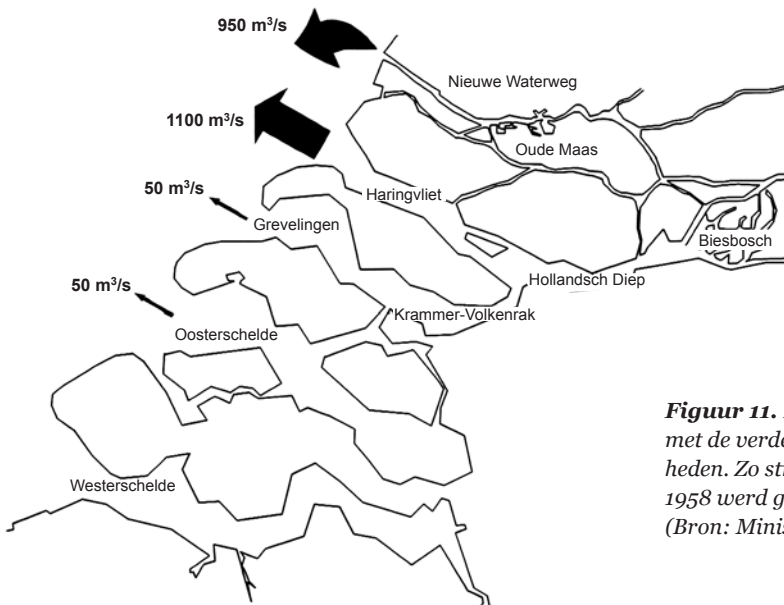 950 m³/s
Nieuwe Waterweg
1100 m³/s
Oude Maas
50 m³/s
Haringvliet
Grevelingen
Biesbosch
Hollandsch Diep
50 m³/s
Krammer-Volkenrak
Oosterschelde
Westerschelde
Figuur 11.
met de verde
heden. Zo st
1958 werd g
(Bron: Minis